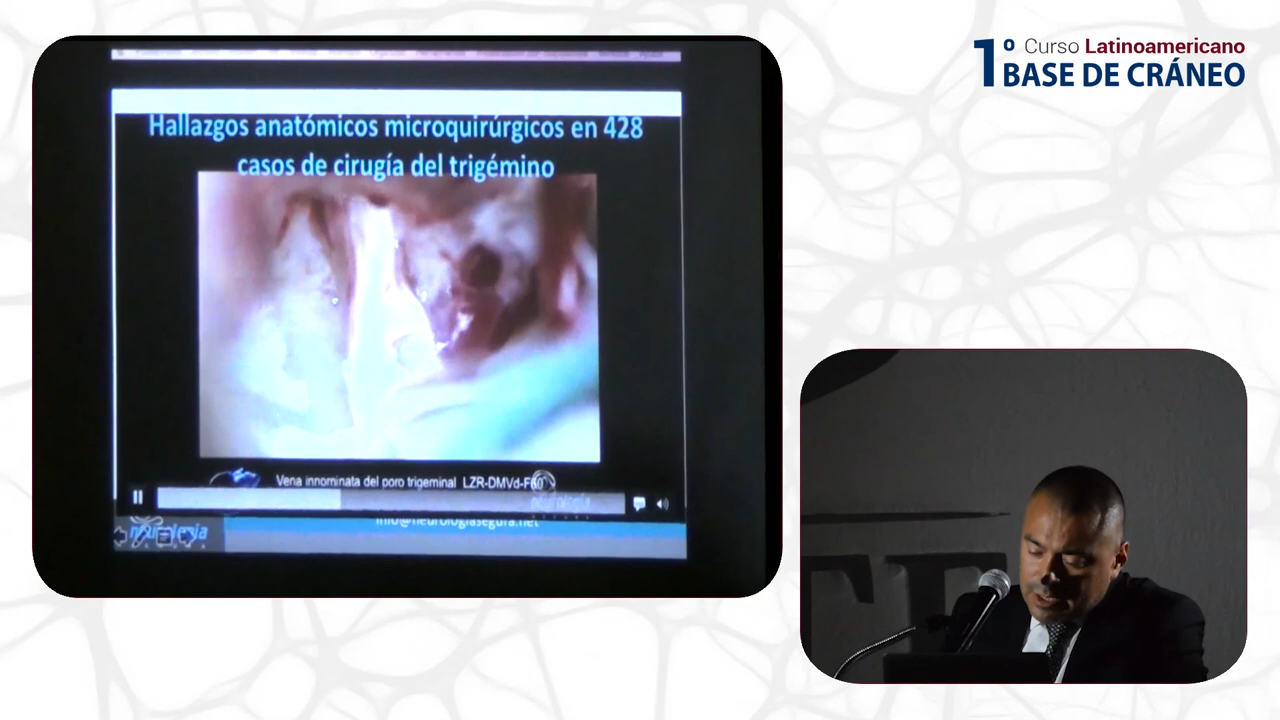 1º Curso Latinoamericano
BASE DE CRÁNEO
Hallazgos anatómicos microquirúrgicos en 428
casos de cirugía del trigémino
Vena innominata del poro trigeminal LZR-DMVd-F60
info@neurologiasegura.net